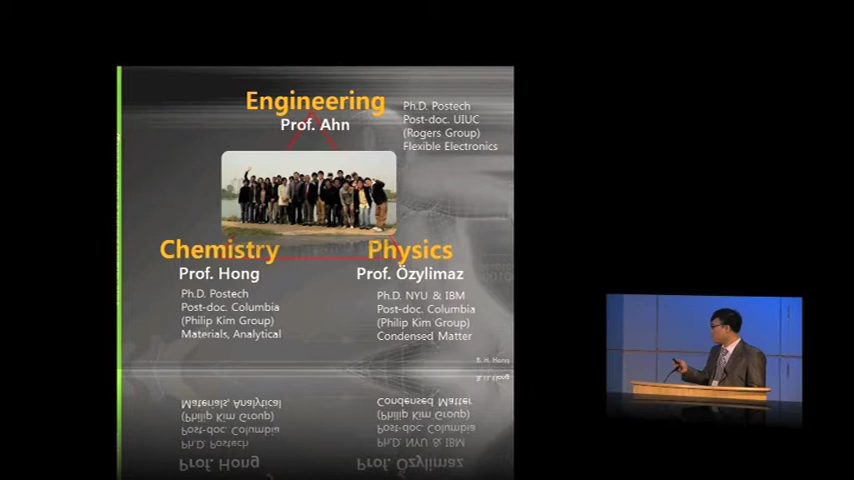 Engineering
Prof. Ahn
Ph.D. Postech
Post-doc. UIUC
(Rogers Group)
Flexible Electronics
Chemistry
Prof. Hong
Ph.D. Postech
Post-doc. Columbia
(Philip Kim Group)
Materials, Analytical
Physics
Prof. Özylimaz
Ph.D. NYU & IBM
Post-doc. Columbia
(Philip Kim Group)
Condensed Matter
B. H. Hong